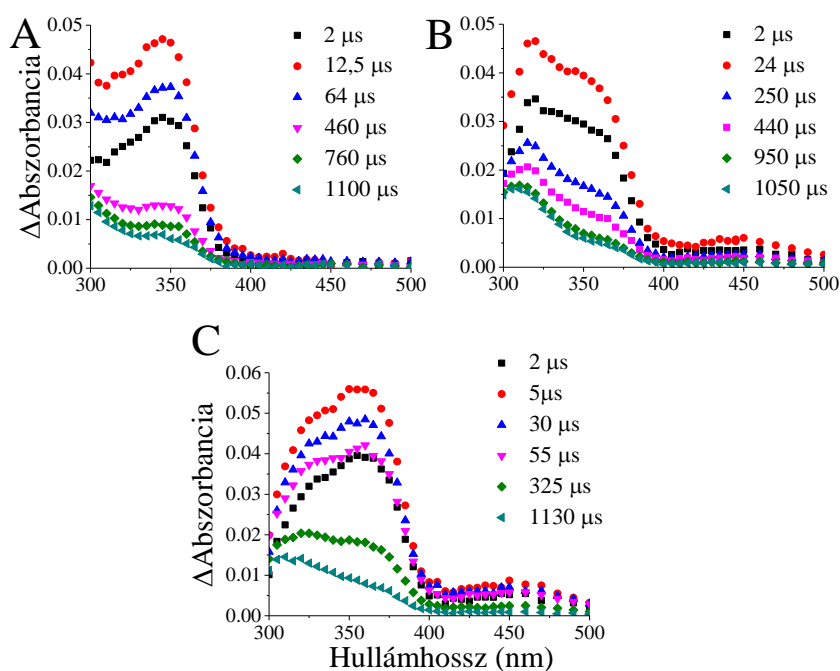 A
ΔAbszorbancia
0.05
0.04
0.03
0.02
0.01
0.00
300
350
400
450
500
2 µs
12,5 µs
64 µs
460 µs
760 µs
1100 µs
B
0.05
0.04
0.03
0.02
0.01
0.00
300
350
400
450
500
2 µs
24 µs
250 µs
440 µs
950 µs
1050 µs
C
ΔAbszorbancia
0.06
0.05
0.04
0.03
0.02
0.01
0.00
300
350
400
450
500
2 µs
5µs
30 µs
55 µs
325 µs
1130 µs
Hullámhossz (nm)